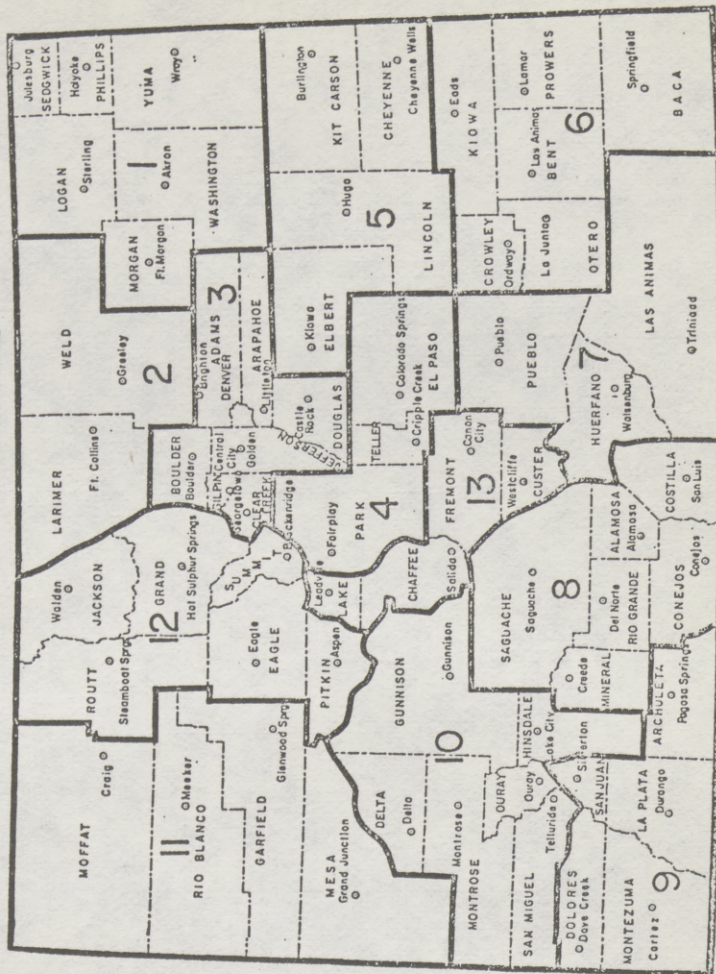 MOFFAT
Craig
ROUTT
Steamboat Sprg
JACKSON
Walden
LARIMER
Ft. Collins
WELD
Greeley
2
LOGAN
Sterling
SEDGWICK
Julesburg
PHILLIPS
Holyoke
11
RIO BLANCO
Meeker
12
GRAND
Hot Sulphur Springs
BOULDER
Boulder
MORGAN
Ft. Morgan
1
WASHINGTON
Akron
YUMA
Wray
GARFIELD
Glenwood Sprg
EAGLE
Eagle
SUMMIT
Breckenridge
GILPIN
Central City
CLEAR CREEK
Georgetown
Golden
JEFFERSON
ADAMS
Brighton
3
DENVER
ARAPAHOE
Littleton
MESA
Grand Junction
PITKIN
Aspen
LAKE
Leadville
PARK
Fairplay
4
DOUGLAS
Castle Rock
ELBERT
Kiowa
5
LINCOLN
Hugo
KIT CARSON
Burlington
CHEYENNE
Cheyenne Wells
DELTA
Delta
GUNNISON
Gunnison
CHAFFEE
Salida
TELLER
Cripple Creek
EL PASO
Colorado Springs
10
MONTROSE
Montrose
OURAY
Ouray
FREMONT
Canon City
13
CUSTER
Westcliffe
PUEBLO
Pueblo
CROWLEY
Ordway
KIOWA
Eads
SAN MIGUEL
Telluride
HINSDALE
Lake City
SAGUACHE
Saguache
8
OTERO
La Junta
BENT
Las Animas
6
PROWERS
Lamar
DOLORES
Dove Creek
SAN JUAN
Silverton
MINERAL
Creede
RIO GRANDE
Del Norte
ALAMOSA
Alamosa
HUERFANO
Walsenburg
7
MONTEZUMA
Cortez
9
LA PLATA
Durango
ARCHULETA
Pagosa Springs
CONEJOS
Conejos
COSTILLA
San Luis
LAS ANIMAS
Trinidad
BACA
Springfield